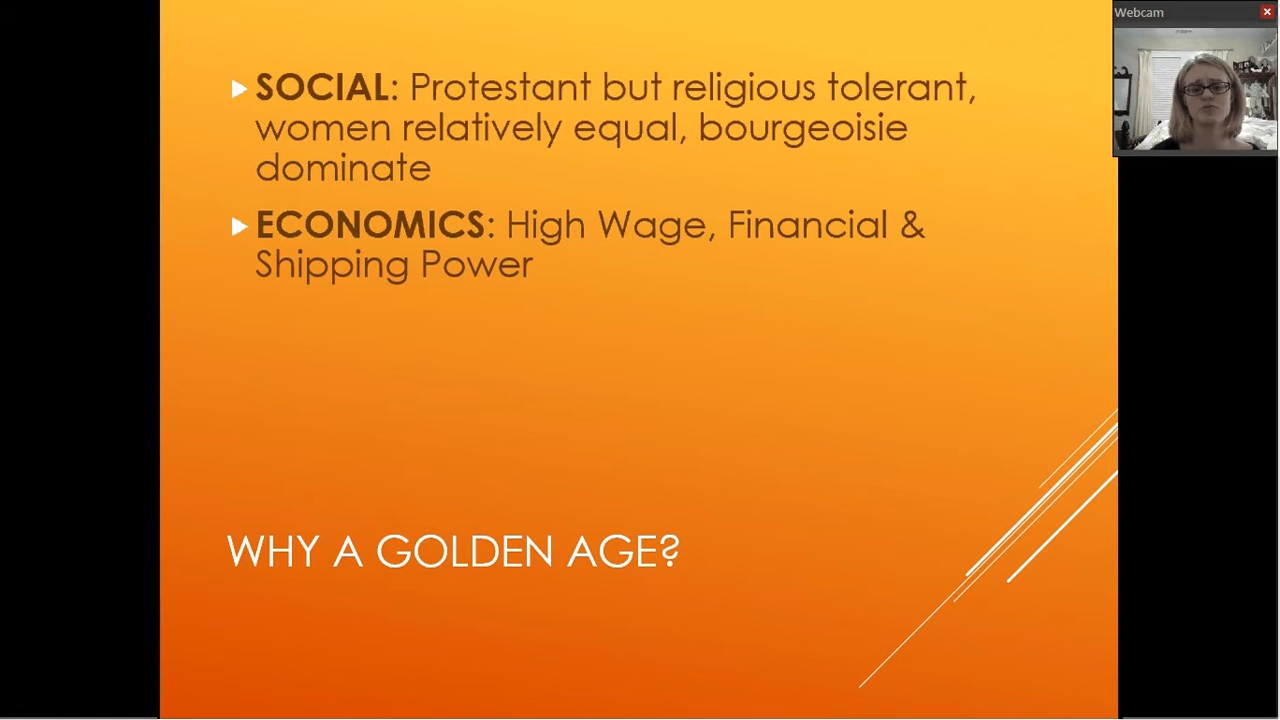 Webcam
SOCIAL: Protestant but religious tolerant,
women relatively equal, bourgeoisie
dominate
ECONOMICS: High Wage, Financial &
Shipping Power
WHY A GOLDEN AGE?